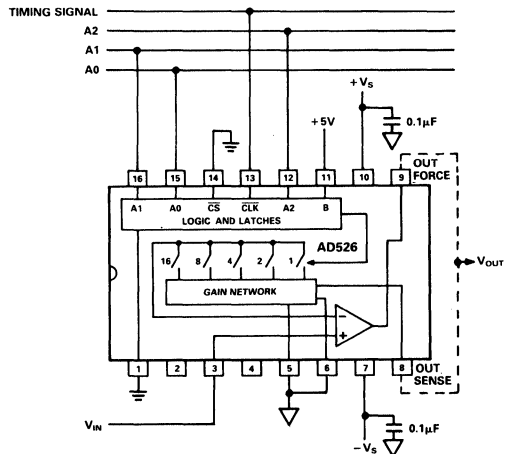 TIMING SIGNAL
A2
A1
A0
+VS
0.1µF
+5V
OUT
FORCE
16 15 14 13 12 11 10 9
A1 A0 CS CLK A2 B
LOGIC AND LATCHES
AD526
16 8 4 2 1
GAIN NETWORK
−
+
VOUT
1 2 3 4 5 6 7 8
OUT
SENSE
VIN
0.1µF
−VS